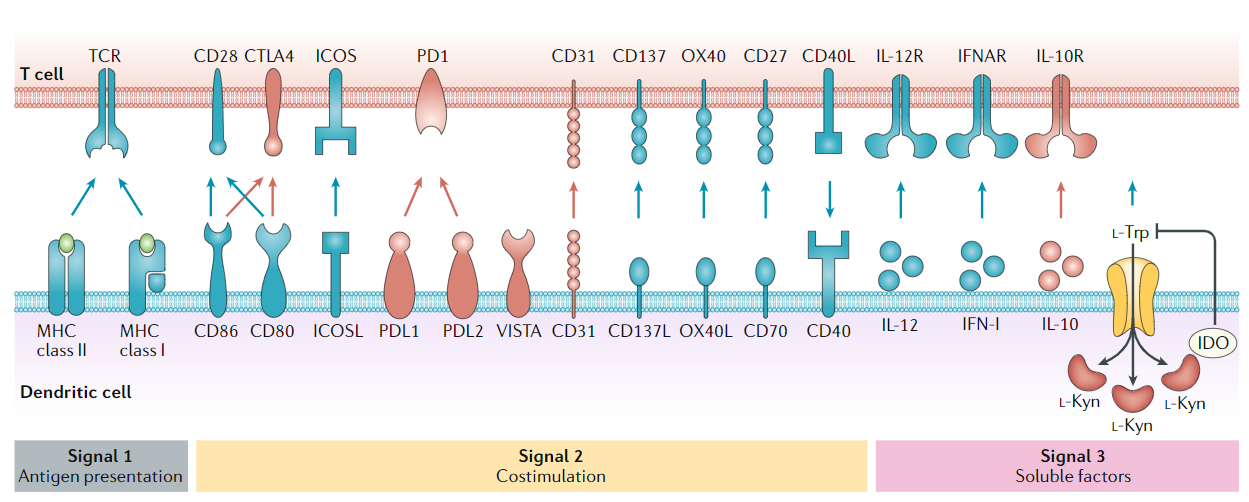 TCR
CD28
CTLA4
ICOS
PD1
CD31
CD137
OX40
CD27
CD40L
IL-12R
IFNAR
IL-10R
T cell
L-Trp
MHC
class II
MHC
class I
CD86
CD80
ICOSL
PDL1
PDL2
VISTA
CD31
CD137L
OX40L
CD70
CD40
IL-12
IFN-I
IL-10
IDO
Dendritic cell
L-Kyn
L-Kyn
L-Kyn
Signal 1
Antigen presentation
Signal 2
Costimulation
Signal 3
Soluble factors